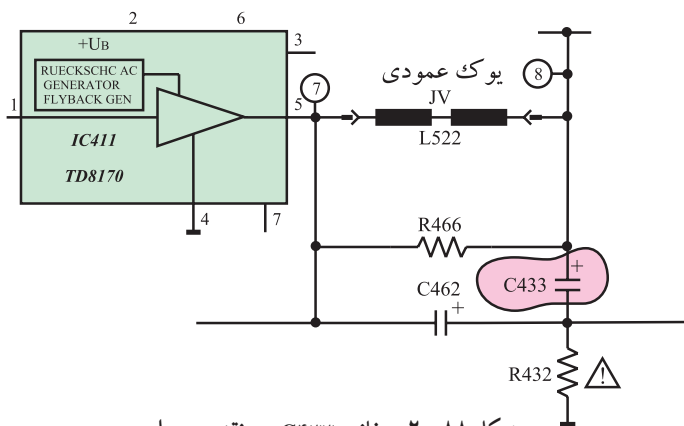 2
6
+UB
3
RUECKSCHC AC
GENERATOR
FLYBACK GEN
1
5
7
8
یوک عمودی
JV
L522
IC411
TD8170
4
7
R466
C433
+
C462
+
R432
!